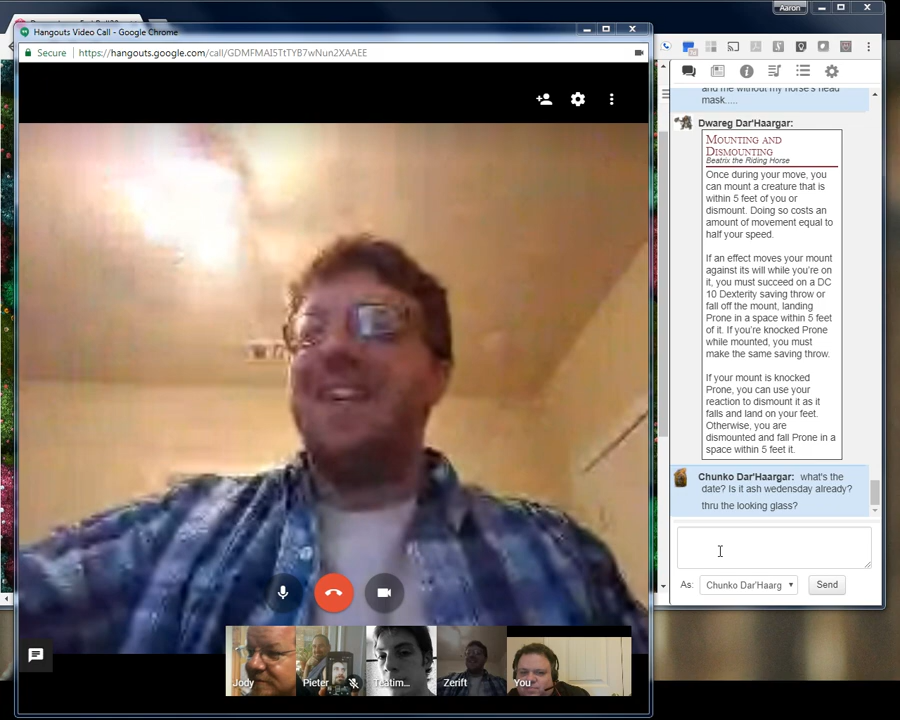 Aaron
Hangouts Video Call - Google Chrome
Secure
https://hangouts.google.com/call/GDMFMAI5TtTYB7wNun2XAAEE
and me without my horse's head
mask.....
Dwareg Dar'Haargar:
Mounting and
Dismounting
Beatrix the Riding Horse
Once during your move, you
can mount a creature that is
within 5 feet of you or
dismount. Doing so costs an
amount of movement equal to
half your speed.
If an effect moves your mount
against its will while you're on
it, you must succeed on a DC
10 Dexterity saving throw or
fall off the mount, landing
Prone in a space within 5 feet
of it. If you're knocked Prone
while mounted, you must
make the same saving throw.
If your mount is knocked
Prone, you can use your
reaction to dismount it as it
falls and land on your feet.
Otherwise, you are
dismounted and fall Prone in a
space within 5 feet it.
Chunko Dar'Haargar: what's the
date? Is it ash wedensday already?
thru the looking glass?
As: Chunko Dar'Haarg Send
Jody Pieter Teatim... Zerift You